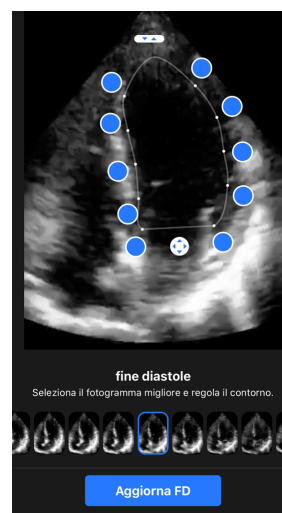 fine diastole
Seleziona il fotogramma migliore e regola il contorno.
Aggiorna FD